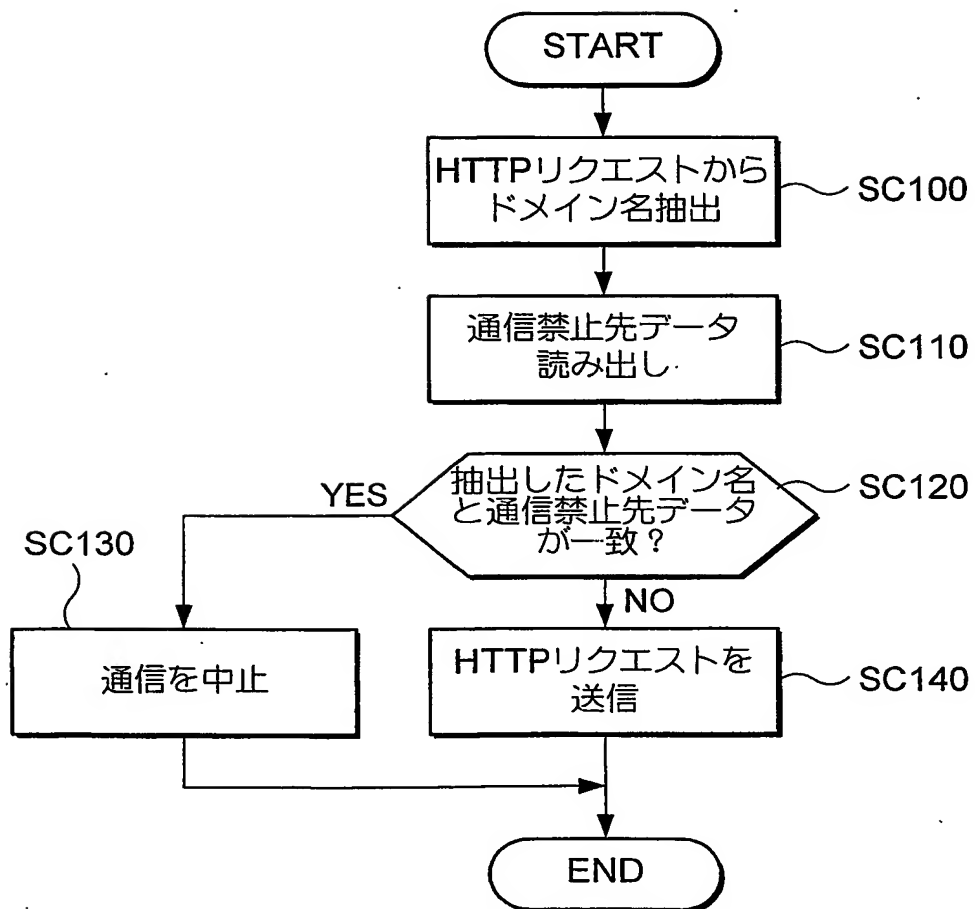 START
HTTPリクエストから
ドメイン名抽出
SC100
通信禁止先データ
読み出し
SC110
抽出したドメイン名
と通信禁止先データ
が一致？
SC120
YES
NO
SC130
通信を中止
HTTPリクエストを
送信
SC140
END